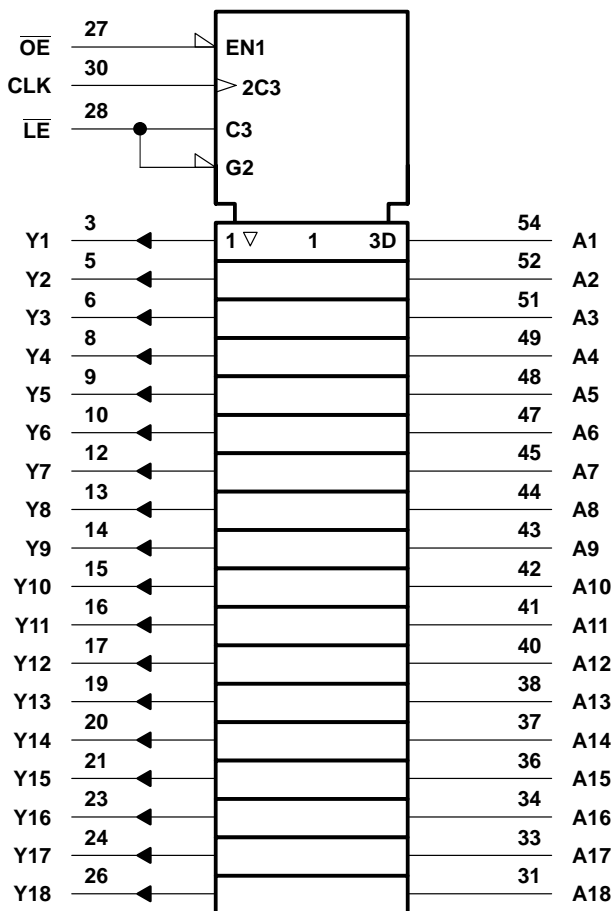 27
O̅E̅ EN1
30
CLK 2C3
28
L̅E̅ C3
G2
3 54
Y1 1 ▽ 1 3D A1
5 52
Y2 A2
6 51
Y3 A3
8 49
Y4 A4
9 48
Y5 A5
10 47
Y6 A6
12 45
Y7 A7
13 44
Y8 A8
14 43
Y9 A9
15 42
Y10 A10
16 41
Y11 A11
17 40
Y12 A12
19 38
Y13 A13
20 37
Y14 A14
21 36
Y15 A15
23 34
Y16 A16
24 33
Y17 A17
26 31
Y18 A18